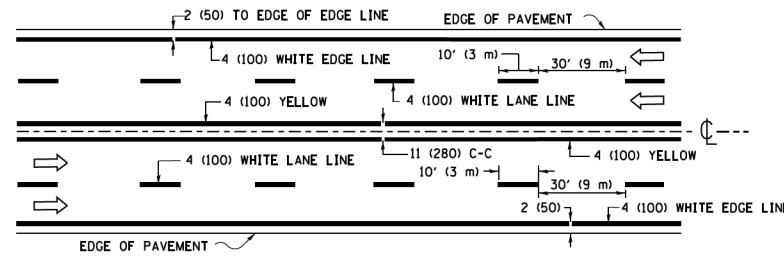 2 (50) TO EDGE OF EDGE LINE
EDGE OF PAVEMENT
4 (100) WHITE EDGE LINE
10' (3 m)
30' (9 m)
4 (100) YELLOW
4 (100) WHITE LANE LINE
℄
11 (280) C-C
4 (100) YELLOW
4 (100) WHITE LANE LINE
10' (3 m)
30' (9 m)
2 (50)
4 (100) WHITE EDGE LINE
EDGE OF PAVEMENT